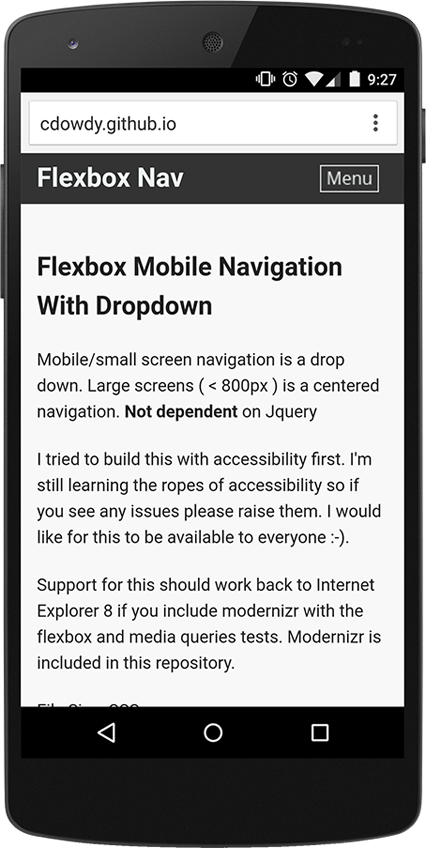 9:27
cdowdy.github.io
Flexbox Nav
Menu
Flexbox Mobile Navigation
With Dropdown
Mobile/small screen navigation is a drop
down. Large screens ( < 800px ) is a centered
navigation. Not dependent on Jquery
I tried to build this with accessibility first. I'm
still learning the ropes of accessibility so if
you see any issues please raise them. I would
like for this to be available to everyone :-).
Support for this should work back to Internet
Explorer 8 if you include modernizr with the
flexbox and media queries tests. Modernizr is
included in this repository.